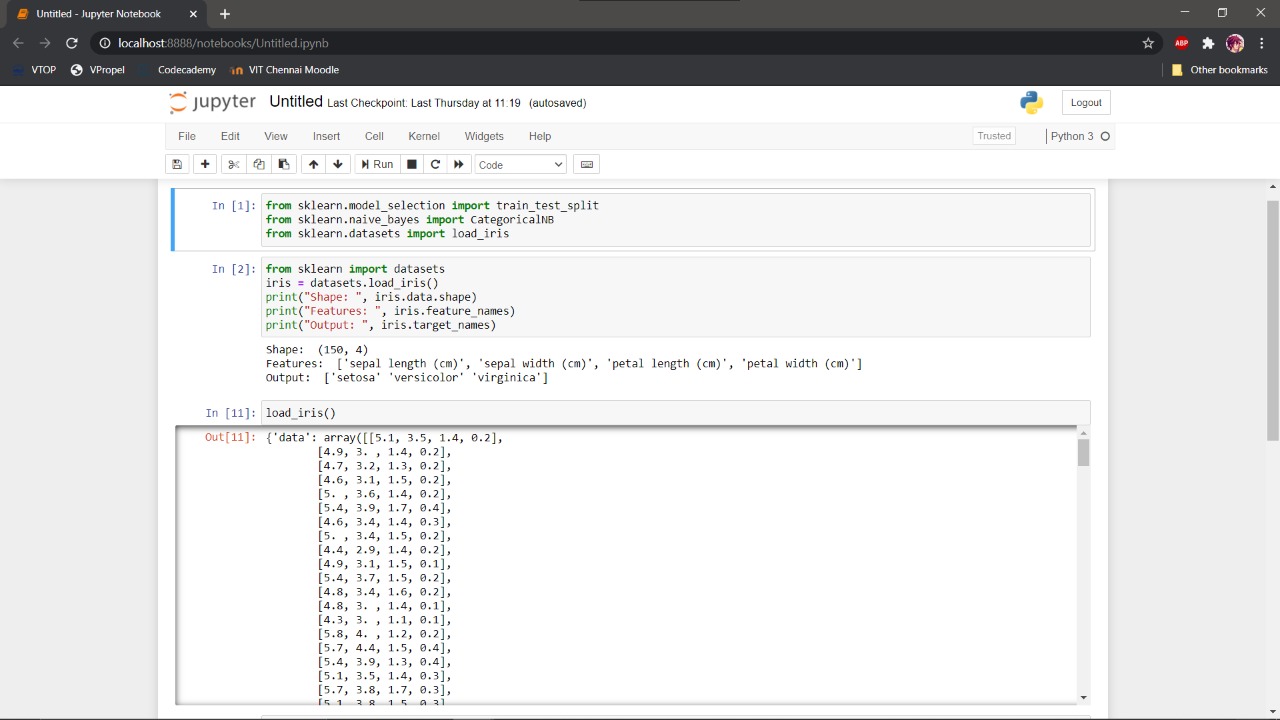 Untitled - Jupyter Notebook
localhost:8888/notebooks/Untitled.ipynb
ABP
VTOP VPropel Codecademy VIT Chennai Moodle Other bookmarks
jupyter Untitled Last Checkpoint: Last Thursday at 11.19 (autosaved) Logout
File Edit View Insert Cell Kernel Widgets Help Trusted Python 3
Run Code
In [1]: from sklearn.model_selection import train_test_split
from sklearn.naive_bayes import CategoricalNB
from sklearn.datasets import load_iris
In [2]: from sklearn import datasets
iris = datasets.load_iris()
print("Shape: ", iris.data.shape)
print("Features: ", iris.feature_names)
print("Output: ", iris.target_names)
Shape:  (150, 4)
Features:  ['sepal length (cm)', 'sepal width (cm)', 'petal length (cm)', 'petal width (cm)']
Output:  ['setosa' 'versicolor' 'virginica']
In [11]: load_iris()
Out[11]: {'data': array([[5.1, 3.5, 1.4, 0.2],
[4.9, 3. , 1.4, 0.2],
[4.7, 3.2, 1.3, 0.2],
[4.6, 3.1, 1.5, 0.2],
[5. , 3.6, 1.4, 0.2],
[5.4, 3.9, 1.7, 0.4],
[4.6, 3.4, 1.4, 0.3],
[5. , 3.4, 1.5, 0.2],
[4.4, 2.9, 1.4, 0.2],
[4.9, 3.1, 1.5, 0.1],
[5.4, 3.7, 1.5, 0.2],
[4.8, 3.4, 1.6, 0.2],
[4.8, 3. , 1.4, 0.1],
[4.3, 3. , 1.1, 0.1],
[5.8, 4. , 1.2, 0.2],
[5.7, 4.4, 1.5, 0.4],
[5.4, 3.9, 1.3, 0.4],
[5.1, 3.5, 1.4, 0.3],
[5.7, 3.8, 1.7, 0.3],
[5.1, 3.8, 1.5, 0.3]